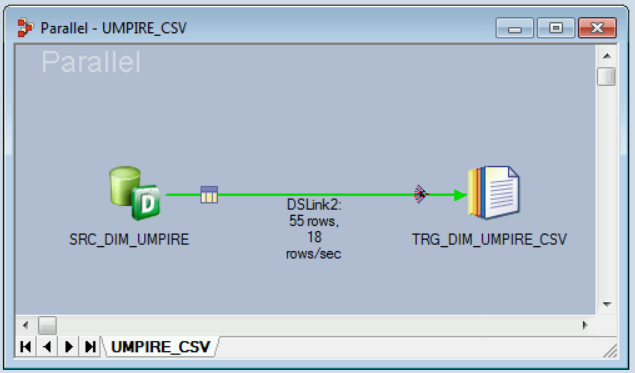 Parallel - UMPIRE_CSV
Parallel
D
DSLink2:
55 rows,
18
rows/sec
SRC_DIM_UMPIRE
TRG_DIM_UMPIRE_CSV
UMPIRE_CSV